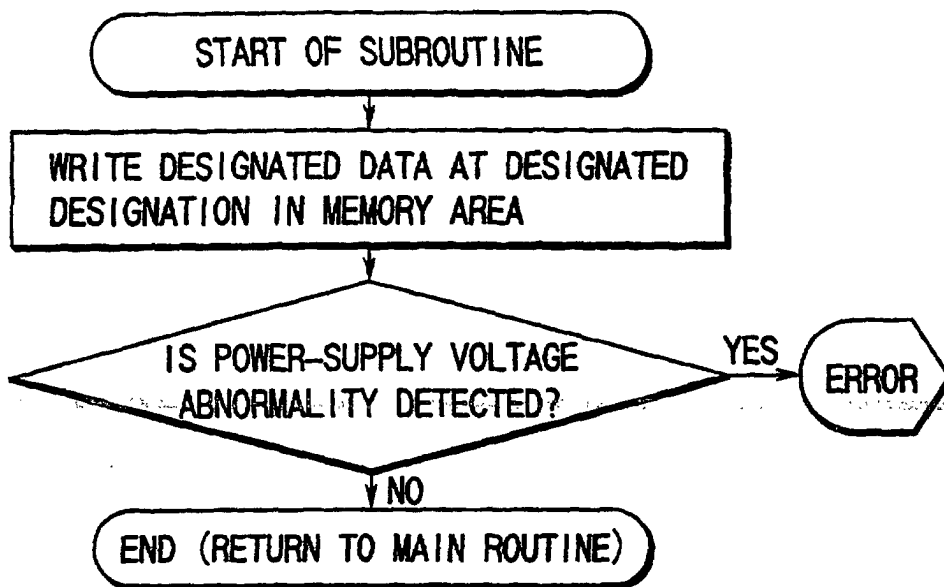 START OF SUBROUTINE
WRITE DESIGNATED DATA AT DESIGNATED
DESIGNATION IN MEMORY AREA
IS POWER-SUPPLY VOLTAGE
ABNORMALITY DETECTED?
YES
ERROR
NO
END (RETURN TO MAIN ROUTINE)